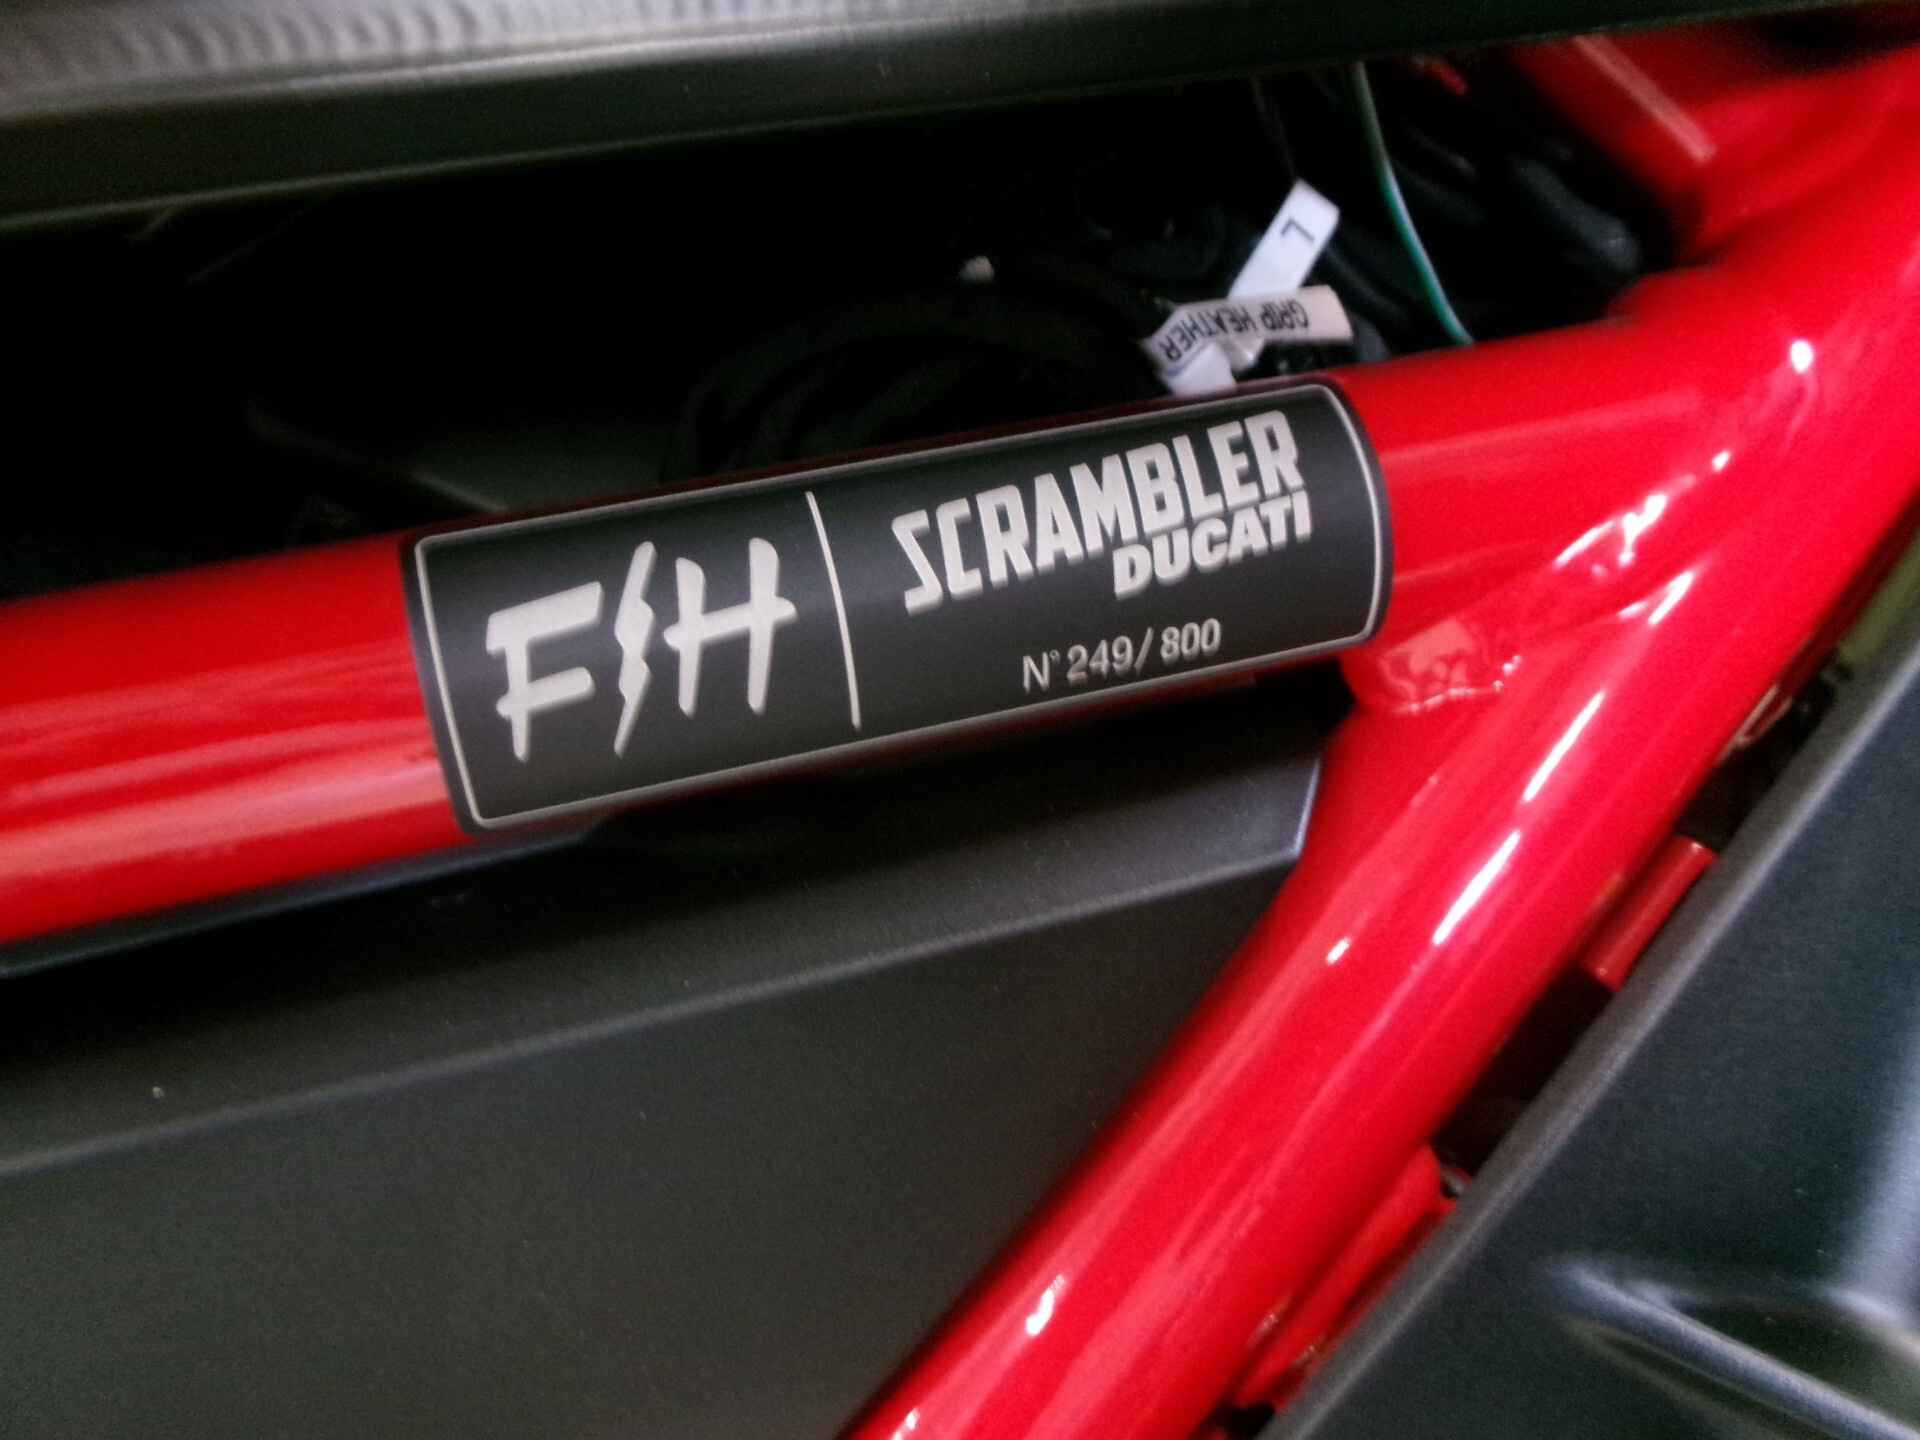 L
GRIP HEATHER
F H
SCRAMBLER
DUCATI
N° 249/800